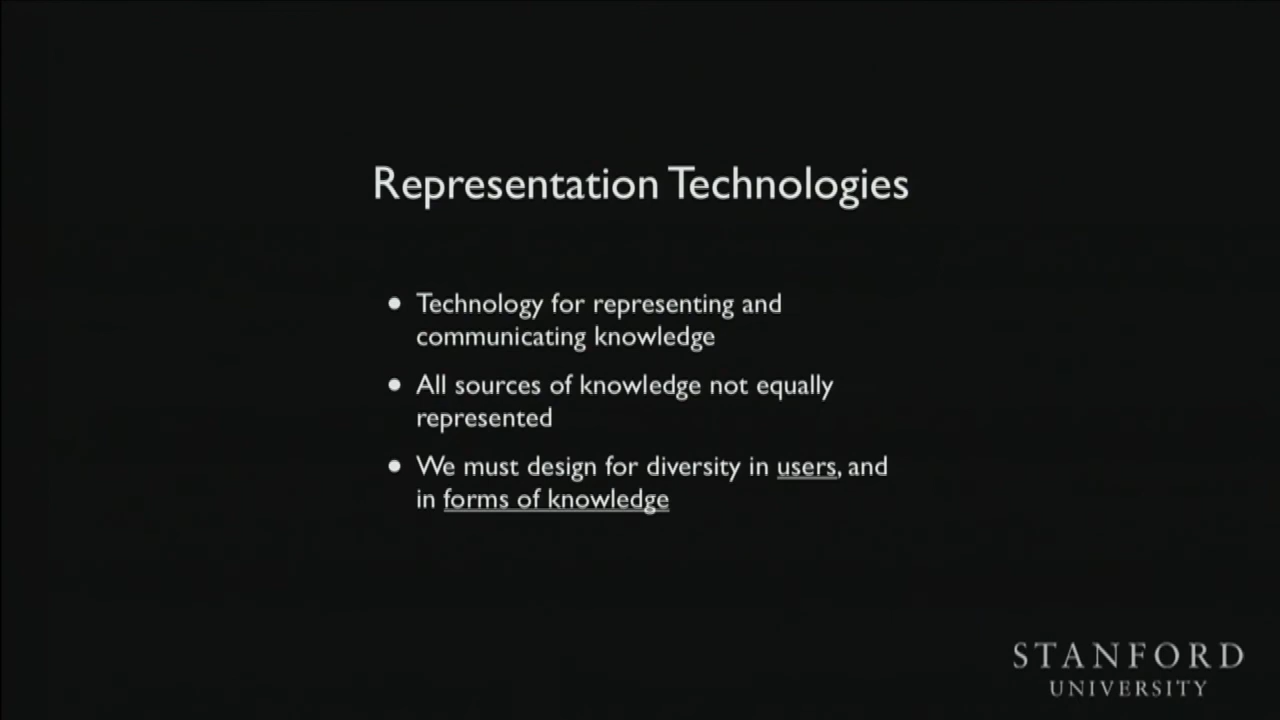 Representation Technologies
• Technology for representing and
communicating knowledge
• All sources of knowledge not equally
represented
• We must design for diversity in users, and
in forms of knowledge
STANFORD
UNIVERSITY